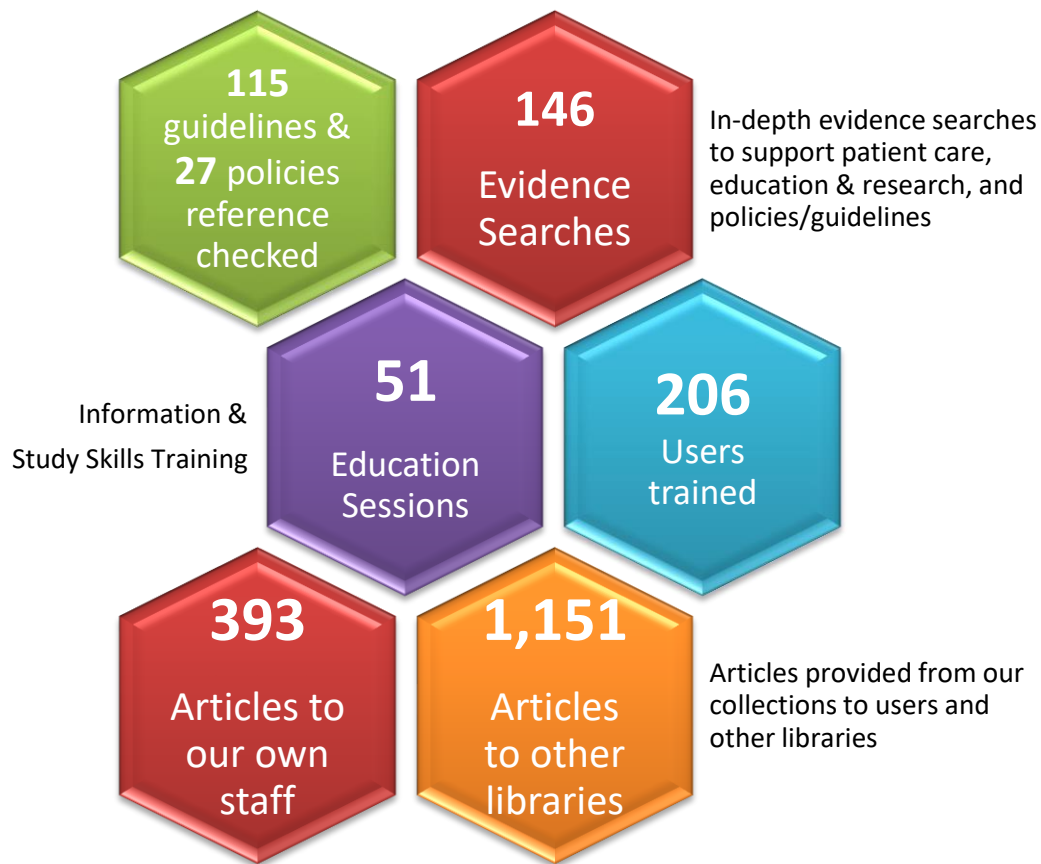 115
guidelines &
27 policies
reference
checked
146
Evidence
Searches
In-depth evidence searches
to support patient care,
education & research, and
policies/guidelines
Information &
Study Skills Training
51
Education
Sessions
206
Users
trained
393
Articles to
our own
staff
1,151
Articles
to other
libraries
Articles provided from our
collections to users and
other libraries